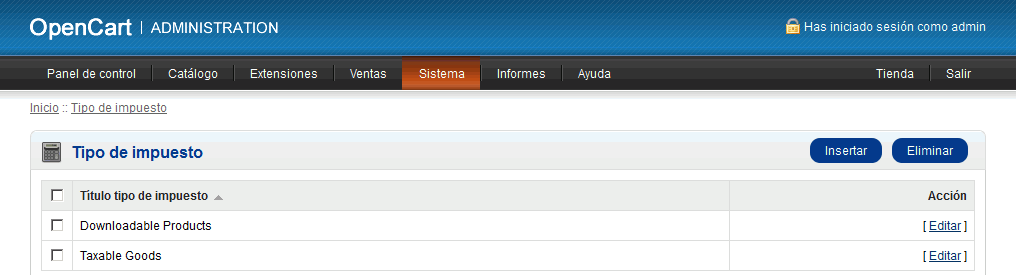 OpenCart | ADMINISTRATION
Has iniciado sesión como admin
Panel de control Catálogo Extensiones Ventas Sistema Informes Ayuda Tienda Salir
Inicio :: Tipo de impuesto
Tipo de impuesto Insertar Eliminar
Título tipo de impuesto Acción
Downloadable Products [ Editar ]
Taxable Goods [ Editar ]